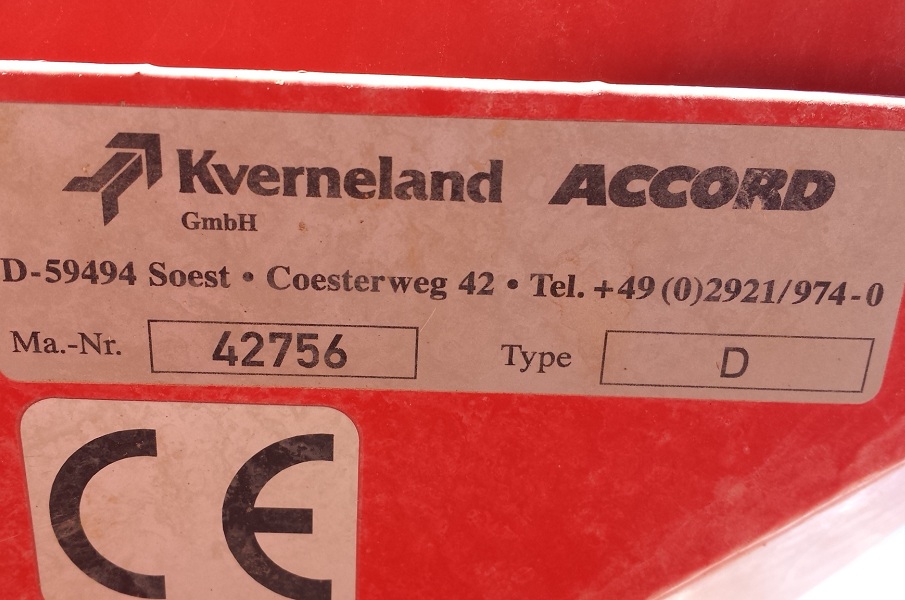 Kverneland ACCORD
GmbH
D-59494 Soest • Coesterweg 42 • Tel. +49 (0)2921/974-0
Ma.-Nr. 42756 Type D
CE